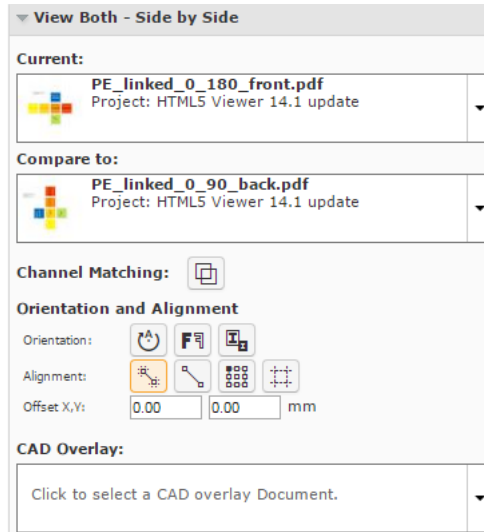 View Both - Side by Side
Current:
PE_linked_0_180_front.pdf
Project: HTML5 Viewer 14.1 update
Compare to:
PE_linked_0_90_back.pdf
Project: HTML5 Viewer 14.1 update
Channel Matching:
Orientation and Alignment
Orientation:
Alignment:
Offset X,Y: 0.00 0.00 mm
CAD Overlay:
Click to select a CAD overlay Document.